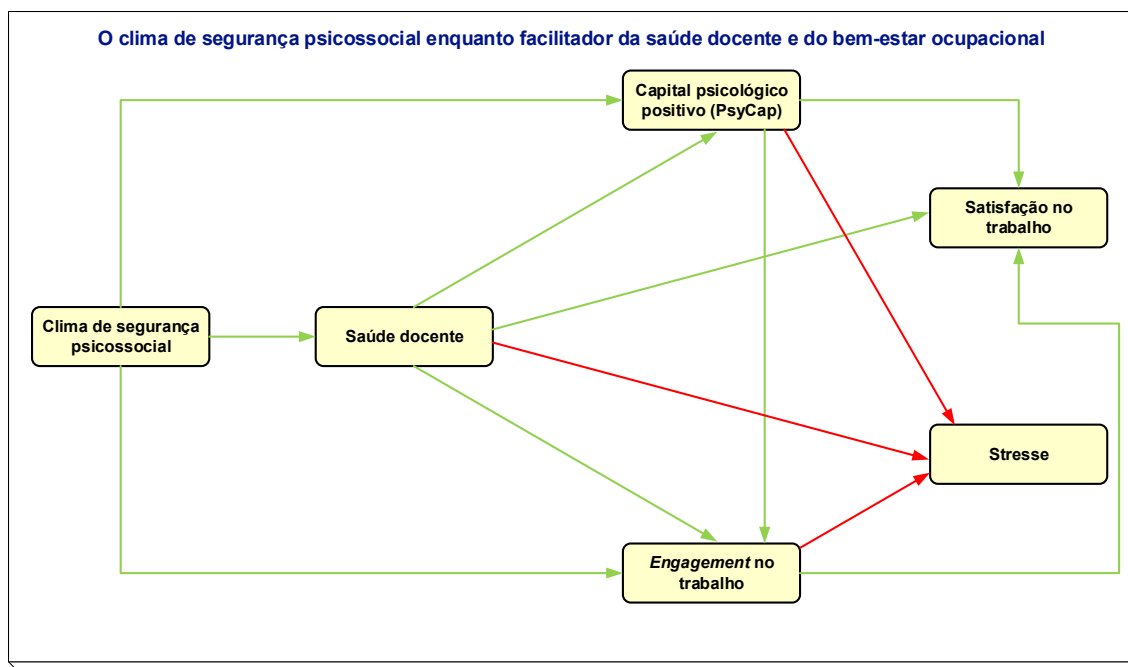 O clima de segurança psicossocial enquanto facilitador da saúde docente e do bem-estar ocupacional
Capital psicológico
positivo (PsyCap)
Satisfação no
trabalho
Clima de segurança
psicossocial
Saúde docente
Stresse
Engagement no
trabalho